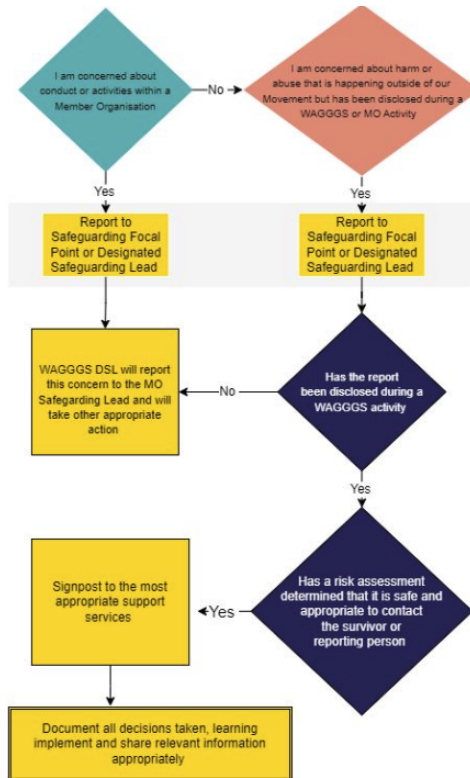 I am concerned about
conduct or activities within a
Member Organisation
No
I am concerned about harm or
abuse that is happening outside of our
Movement but has been disclosed during a
WAGGGS or MO Activity
Yes
Yes
Report to
Safeguarding Focal
Point or Designated
Safeguarding Lead
Report to
Safeguarding Focal
Point or Designated
Safeguarding Lead
WAGGGS DSL will report
this concern to the MO
Safegarding Lead and will
take other appropriate
action
No
Has the report
been disclosed during a
WAGGGS activity
Yes
Signpost to the most
appropriate support
services
Yes
Has a risk assessment
determined that it is safe and
appropriate to contact
the survivor or
reporting person
Document all decisions taken, learning
implement and share relevant information
appropriately